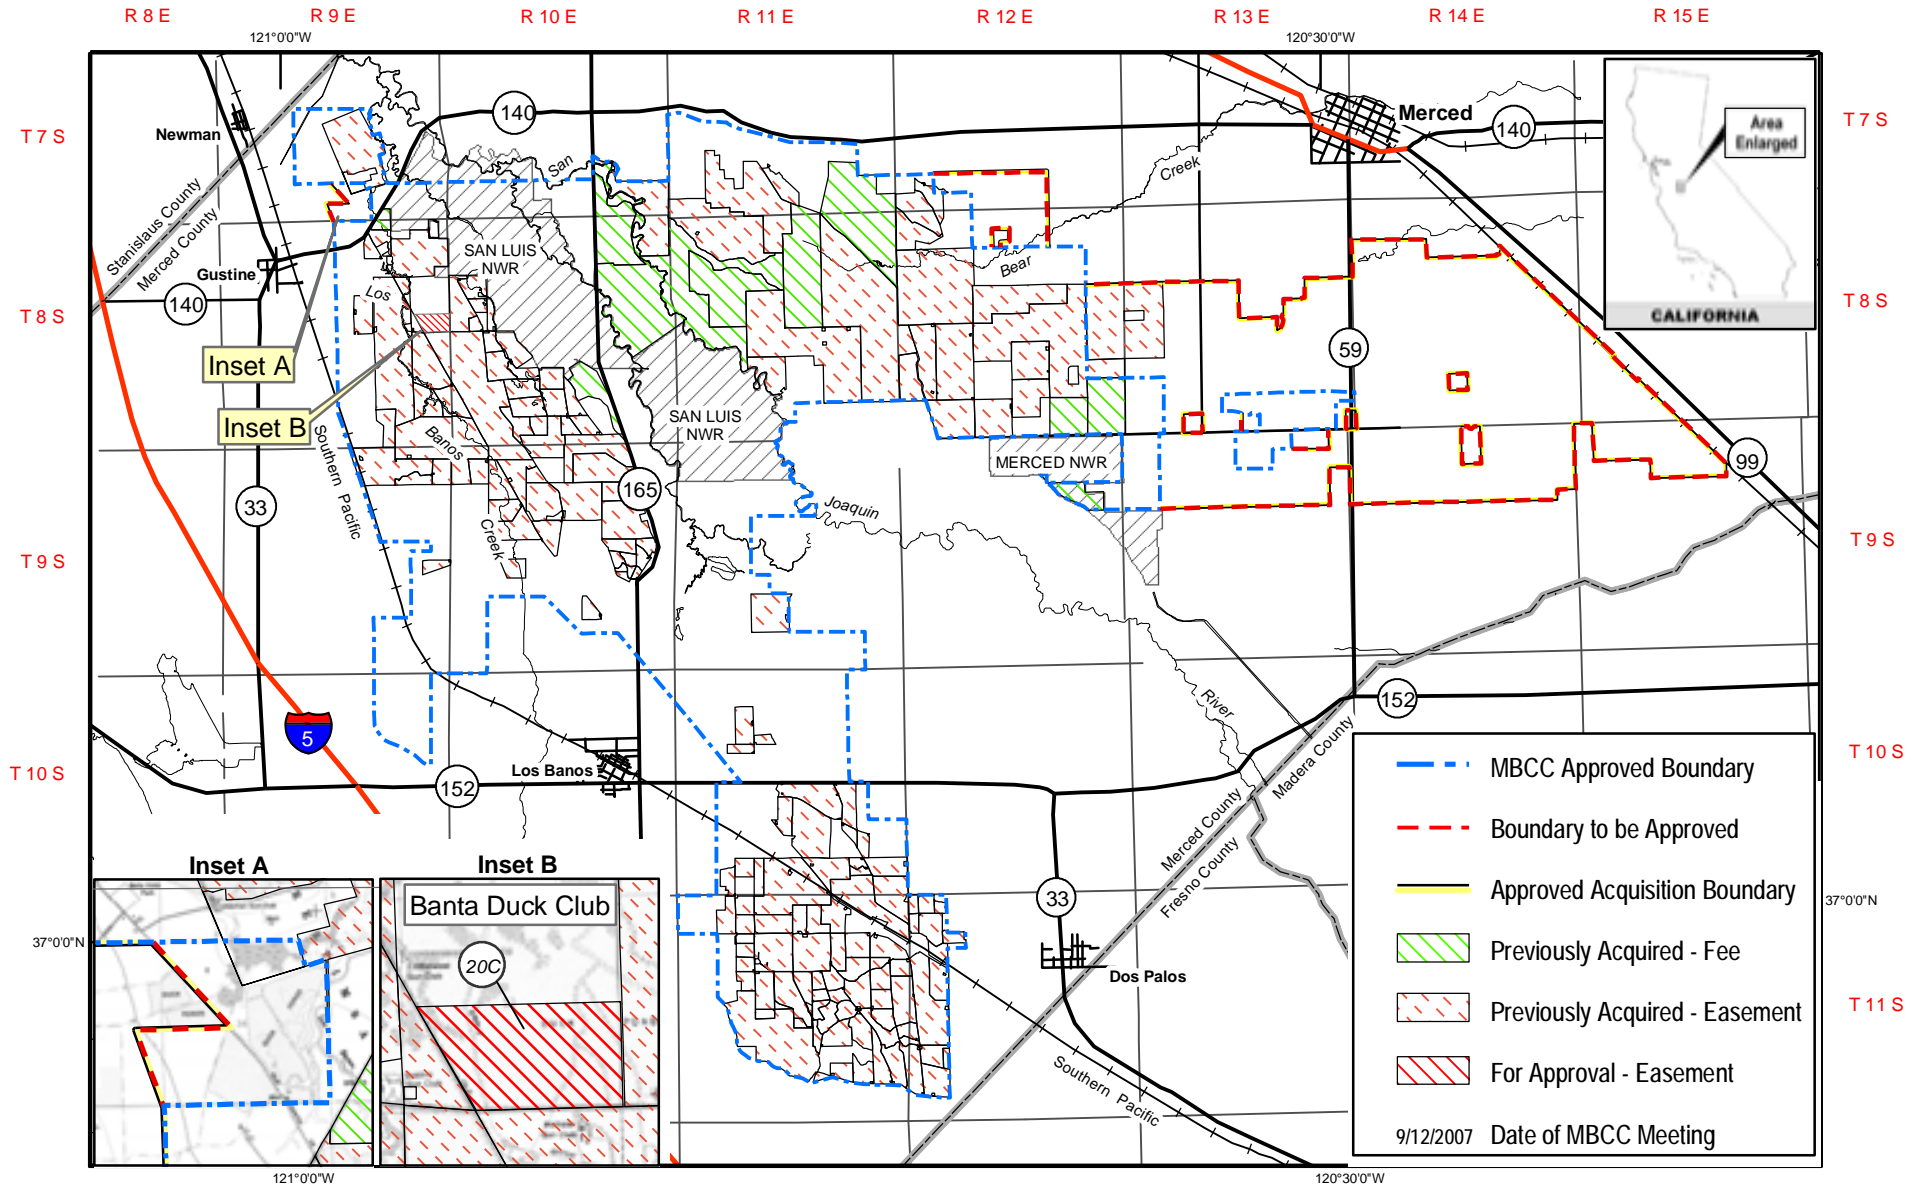 R 8 E
R 9 E
R 10 E
R 11 E
R 12 E
R 13 E
R 14 E
R 15 E
121°0'0"W
120°30'0"W
T 7 S
T 8 S
T 9 S
T 10 S
T 7 S
T 8 S
T 9 S
T 10 S
T 11 S
37°0'0"N
37°0'0"N
121°0'0"W
120°30'0"W
Newman
Stanislaus County
Merced County
Gustine
140
140
140
San
Creek
Merced
Area
Enlarged
CALIFORNIA
SAN LUIS
NWR
Bear
Los
Inset A
Inset B
59
SAN LUIS
NWR
Banos
Southern Pacific
MERCED NWR
99
33
165
Joaquin
Creek
River
5
152
152
Los Banos
Madera County
Merced County
Fresno County
33
Dos Palos
Southern Pacific
Inset A
Inset B
Banta Duck Club
20C
MBCC Approved Boundary
Boundary to be Approved
Approved Acquisition Boundary
Previously Acquired - Fee
Previously Acquired - Easement
For Approval - Easement
9/12/2007 Date of MBCC Meeting